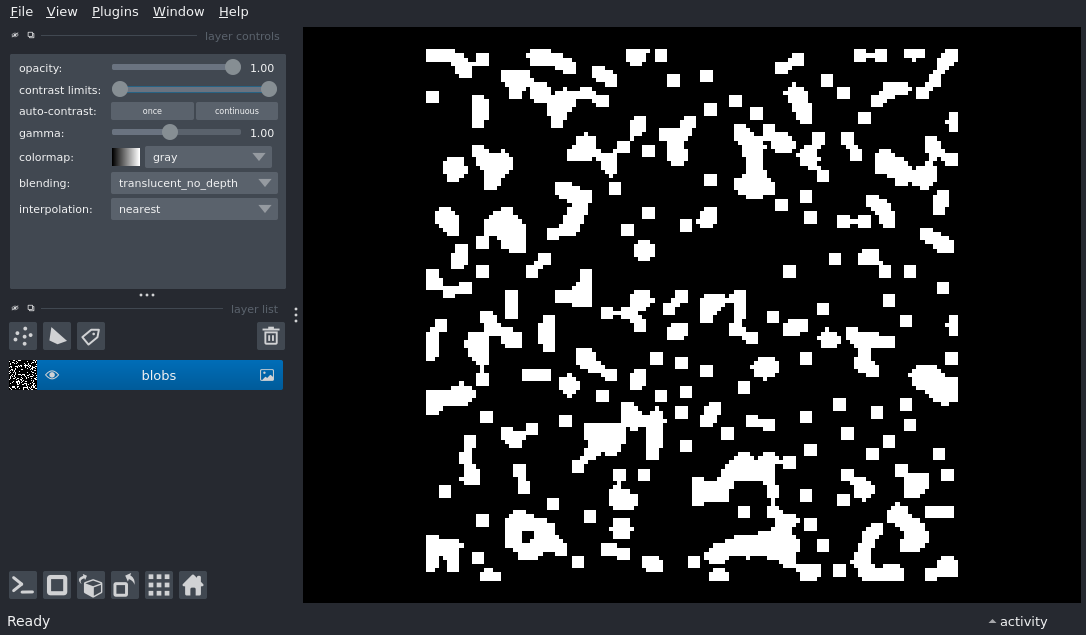 File View Plugins Window Help
layer controls
opacity: 1.00
contrast limits:
auto-contrast: once continuous
gamma: 1.00
colormap: gray
blending: translucent_no_depth
interpolation: nearest
layer list
blobs
Ready activity